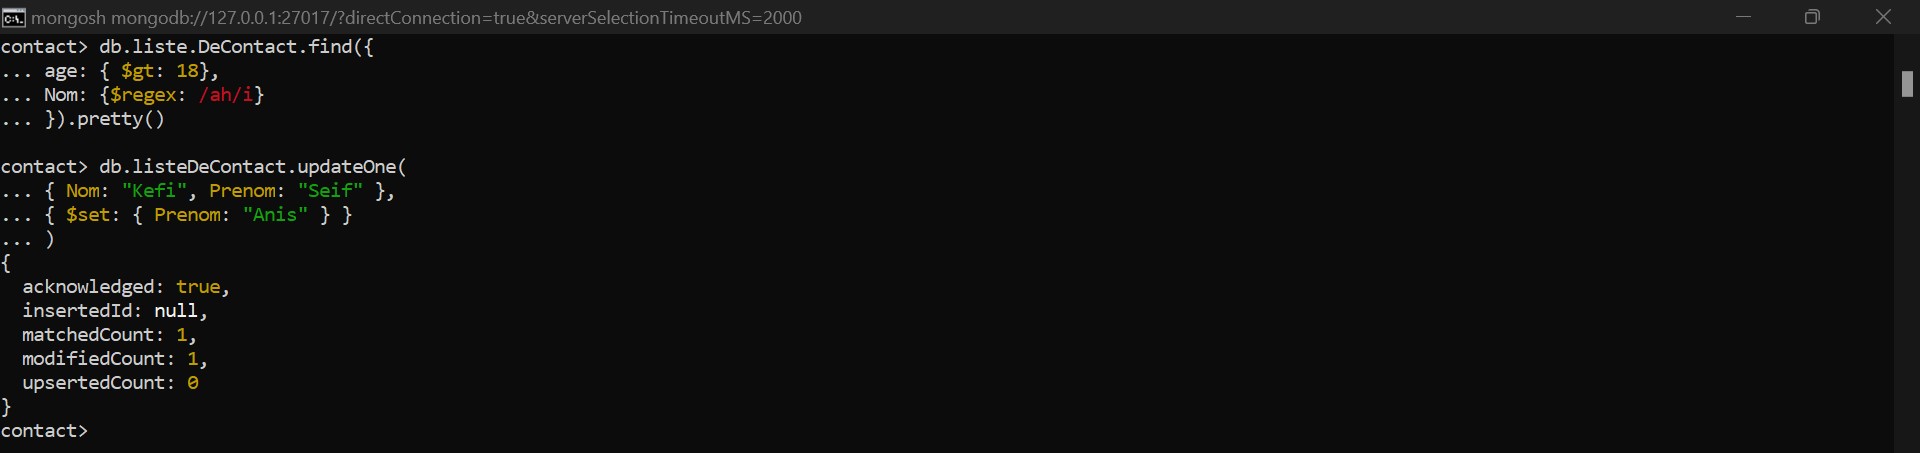 mongosh mongodb://127.0.0.1:27017/?directConnection=true&serverSelectionTimeoutMS=2000
contact> db.liste.DeContact.find({
... age: { $gt: 18},
... Nom: {$regex: /ah/i}
... }).pretty()
contact> db.listeDeContact.updateOne(
... { Nom: "Kefi", Prenom: "Seif" },
... { $set: { Prenom: "Anis" } }
... )
{
  acknowledged: true,
  insertedId: null,
  matchedCount: 1,
  modifiedCount: 1,
  upsertedCount: 0
}
contact>